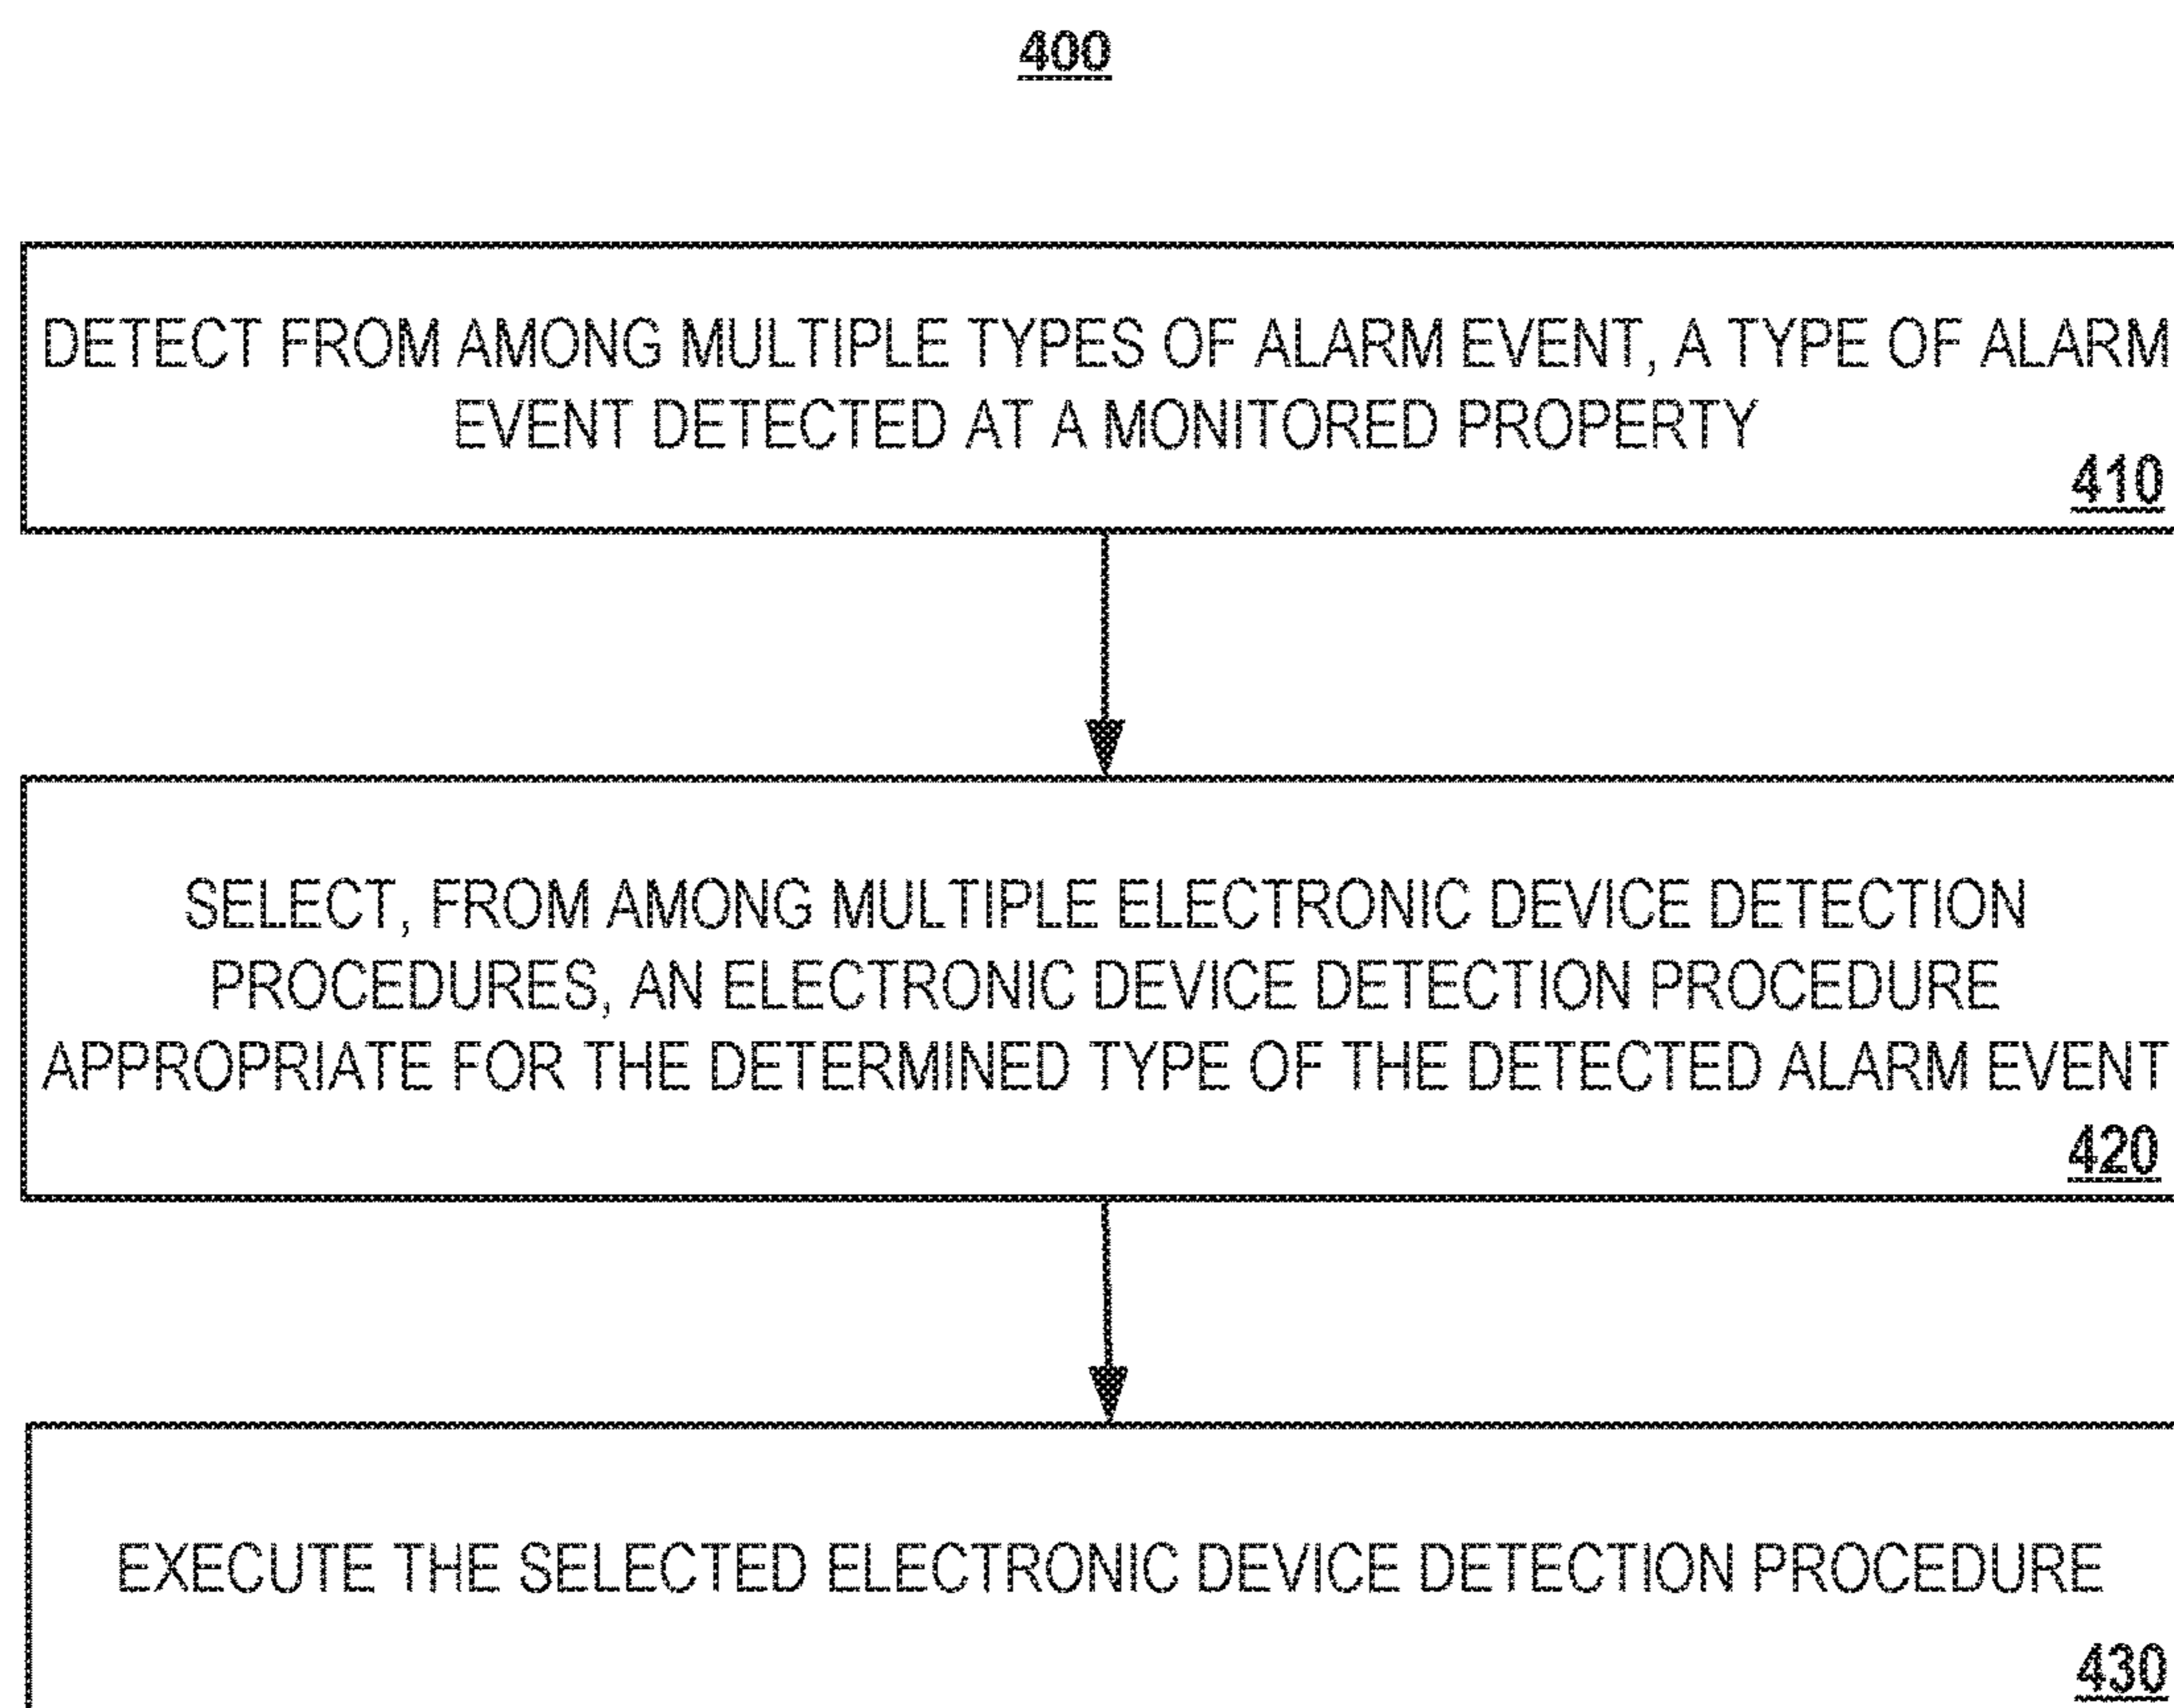 400
DETECT FROM AMONG MULTIPLE TYPES OF ALARM EVENT, A TYPE OF ALARM
EVENT DETECTED AT A MONITORED PROPERTY
410
SELECT, FROM AMONG MULTIPLE ELECTRONIC DEVICE DETECTION
PROCEDURES, AN ELECTRONIC DEVICE DETECTION PROCEDURE
APPROPRIATE FOR THE DETERMINED TYPE OF THE DETECTED ALARM EVENT
420
EXECUTE THE SELECTED ELECTRONIC DEVICE DETECTION PROCEDURE
430